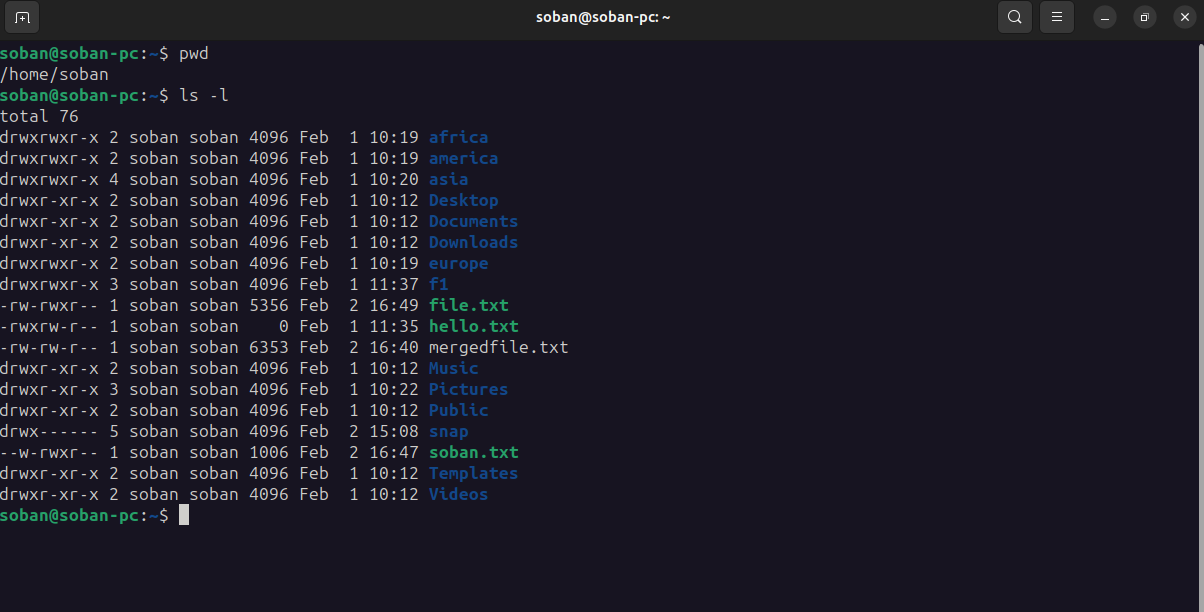 soban@soban-pc: ~
soban@soban-pc:~$ pwd
/home/soban
soban@soban-pc:~$ ls -l
total 76
drwxrwxr-x 2 soban soban 4096 Feb  1 10:19 africa
drwxrwxr-x 2 soban soban 4096 Feb  1 10:19 america
drwxrwxr-x 4 soban soban 4096 Feb  1 10:20 asia
drwxr-xr-x 2 soban soban 4096 Feb  1 10:12 Desktop
drwxr-xr-x 2 soban soban 4096 Feb  1 10:12 Documents
drwxr-xr-x 2 soban soban 4096 Feb  1 10:12 Downloads
drwxrwxr-x 2 soban soban 4096 Feb  1 10:19 europe
drwxrwxr-x 3 soban soban 4096 Feb  1 11:37 f1
-rw-rwxr-- 1 soban soban 5356 Feb  2 16:49 file.txt
-rwxrw-r-- 1 soban soban    0 Feb  1 11:35 hello.txt
-rw-rw-r-- 1 soban soban 6353 Feb  2 16:40 mergedfile.txt
drwxr-xr-x 2 soban soban 4096 Feb  1 10:12 Music
drwxr-xr-x 3 soban soban 4096 Feb  1 10:22 Pictures
drwxr-xr-x 2 soban soban 4096 Feb  1 10:12 Public
drwx------ 5 soban soban 4096 Feb  2 15:08 snap
--w-rwxr-- 1 soban soban 1006 Feb  2 16:47 soban.txt
drwxr-xr-x 2 soban soban 4096 Feb  1 10:12 Templates
drwxr-xr-x 2 soban soban 4096 Feb  1 10:12 Videos
soban@soban-pc:~$